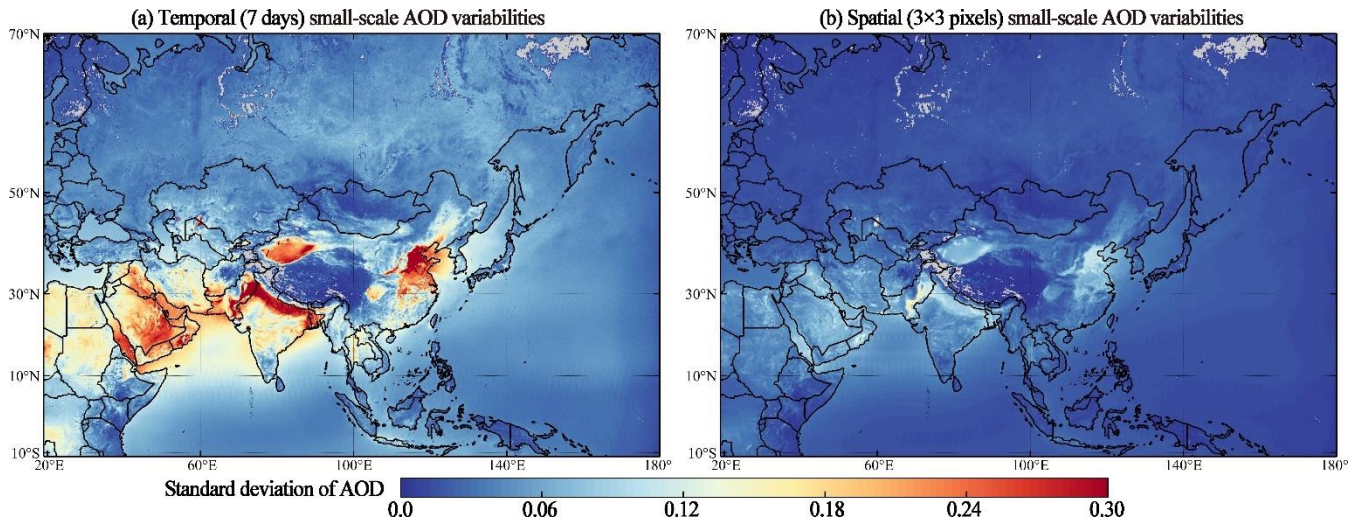 (a) Temporal (7 days) small-scale AOD variabilities
(b) Spatial (3×3 pixels) small-scale AOD variabilities
70°N
50°N
30°N
10°N
10°S
20°E
60°E
100°E
140°E
180°
70°N
50°N
30°N
10°N
10°S
20°E
60°E
100°E
140°E
180°
Standard deviation of AOD
0.0
0.06
0.12
0.18
0.24
0.30